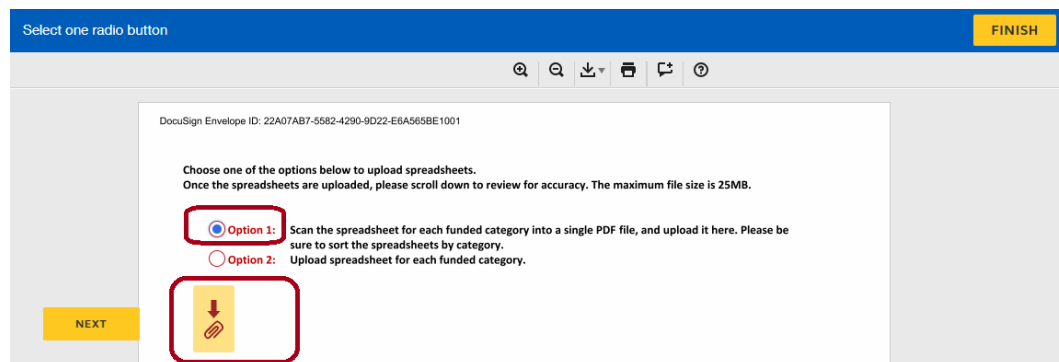 Select one radio button
FINISH
DocuSign Envelope ID: 22A07AB7-5582-4290-9D22-E6A565BE1001
Choose one of the options below to upload spreadsheets.
Once the spreadsheets are uploaded, please scroll down to review for accuracy. The maximum file size is 25MB.
Option 1: Scan the spreadsheet for each funded category into a single PDF file, and upload it here. Please be
sure to sort the spreadsheets by category.
Option 2: Upload spreadsheet for each funded category.
NEXT